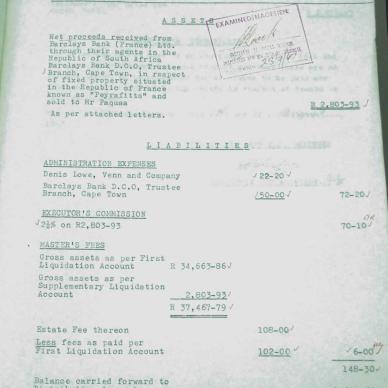 A S S E T S
EXAMINED/NAGESIEN
Net proceeds received from
Barclays Bank (France) Ltd.
through their agents in the
Republic of South Africa
Barclays Bank D.C.O, Trustee
Branch, Cape Town, in respect
of fixed property situated
in the Republic of France
known as "Peyrafitte" and
sold to Mr Paqusa R 2,803-93
As per attached letters.
L I A B I L I T I E S
ADMINISTRATION EXPENSES
Denis Lowe, Venn and Company 22-20
Barclays Bank D.C.O, Trustee
Branch, Cape Town 50-00 72-20
EXECUTOR'S COMMISSION
2½% on R2,803-93 70-10
MASTER'S FEES
Gross assets as per First
Liquidation Account R 34,663-86
Gross assets as per
Supplementary Liquidation
Account 2,803-93
R 37,467-79
Estate Fee thereon 108-00
Less fees as paid per
First Liquidation Account 102-00 6-00
148-30
Balance carried forward to